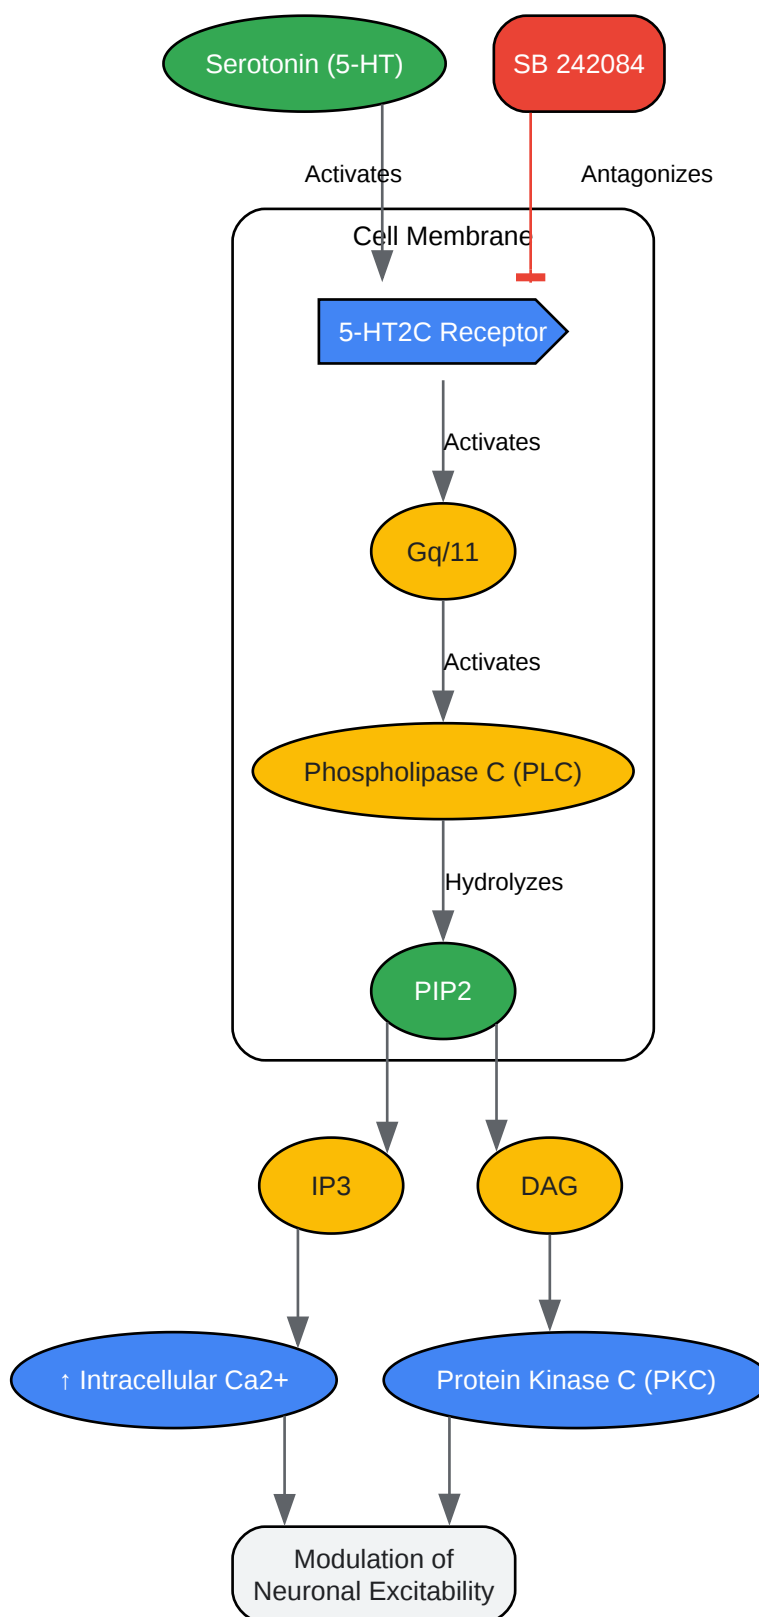 Serotonin (5-HT)
SB 242084
Activates
Antagonizes
Cell Membrane
5-HT2C Receptor
Activates
Gq/11
Activates
Phospholipase C (PLC)
Hydrolyzes
PIP2
IP3
DAG
↑ Intracellular Ca2+
Protein Kinase C (PKC)
Modulation of
Neuronal Excitability